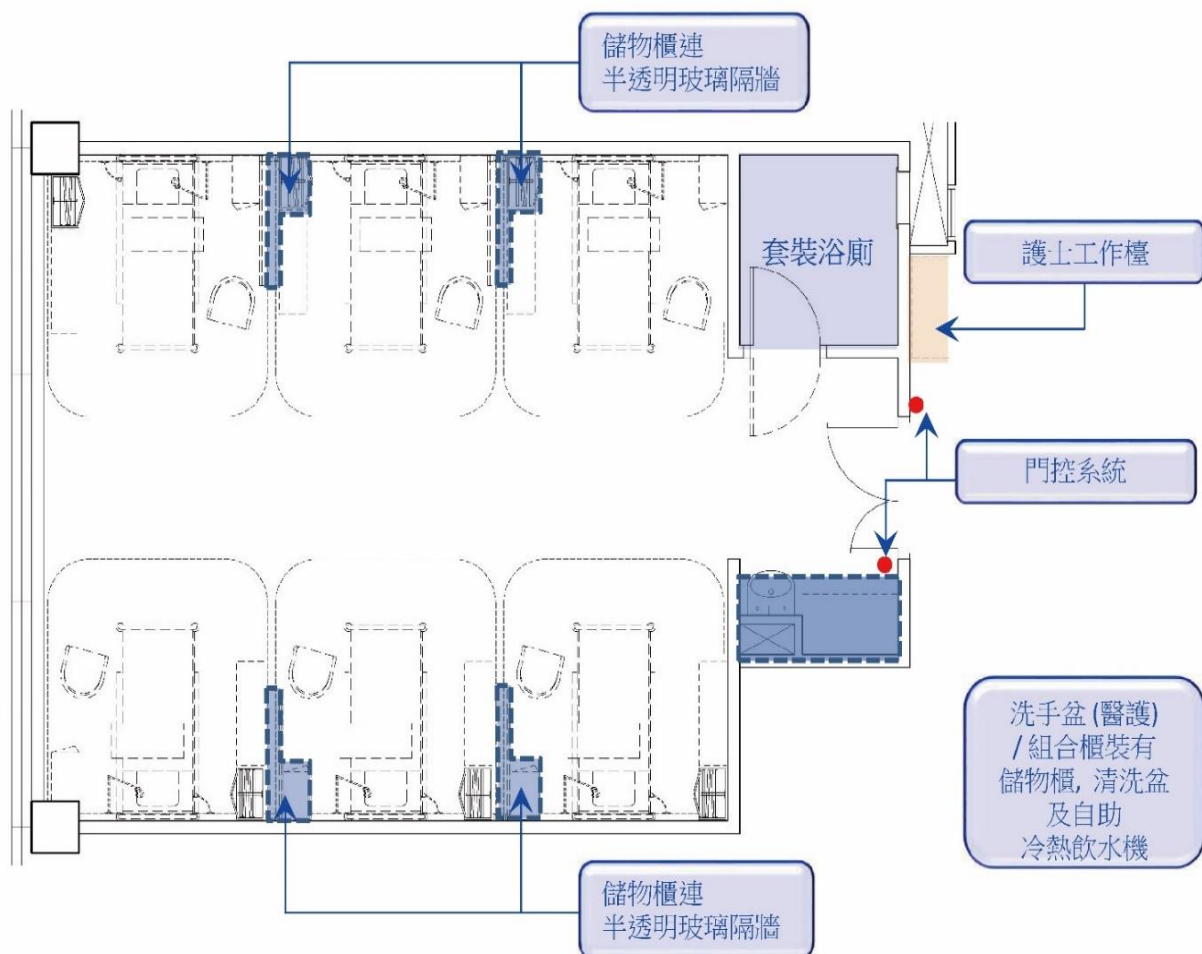 儲物櫃連
半透明玻璃隔牆
套裝浴廁
護士工作檯
門控系統
洗手盆 (醫護)
/ 組合櫃裝有
儲物櫃, 清洗盆
及自助
冷熱飲水機
儲物櫃連
半透明玻璃隔牆